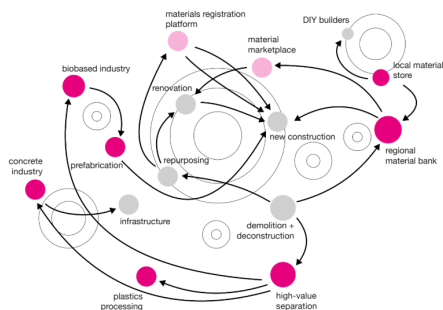 materials registration
platform
DIY builders
material
marketplace
biobased industry
local material
store
renovation
new construction
concrete
industry
prefabrication
repurposing
regional
material bank
infrastructure
demolition +
deconstruction
plastics
processing
high-value
separation